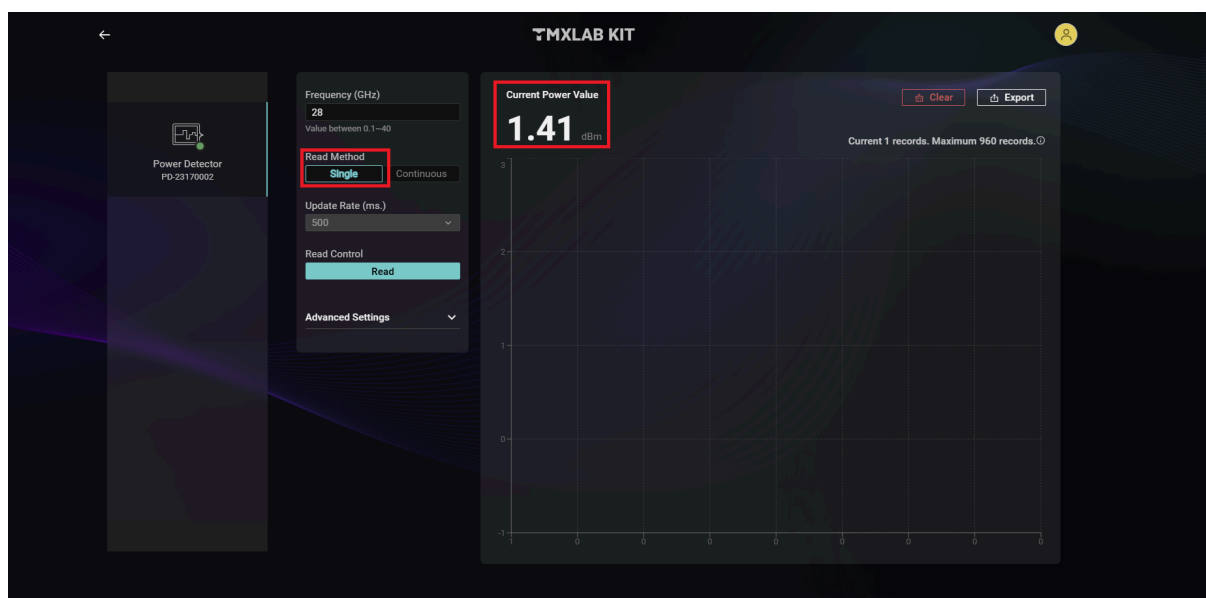 TMXLAB KIT
Power Detector
PD-23170002
Frequency (GHz)
28
Value between 0.1~40
Read Method
Single Continuous
Update Rate (ms.)
500
Read Control
Read
Advanced Settings
Current Power Value
1.41 dBm
Clear Export
Current 1 records. Maximum 960 records.
3
2
1
0
-1
1 0 0 0 0 0 0 0 0